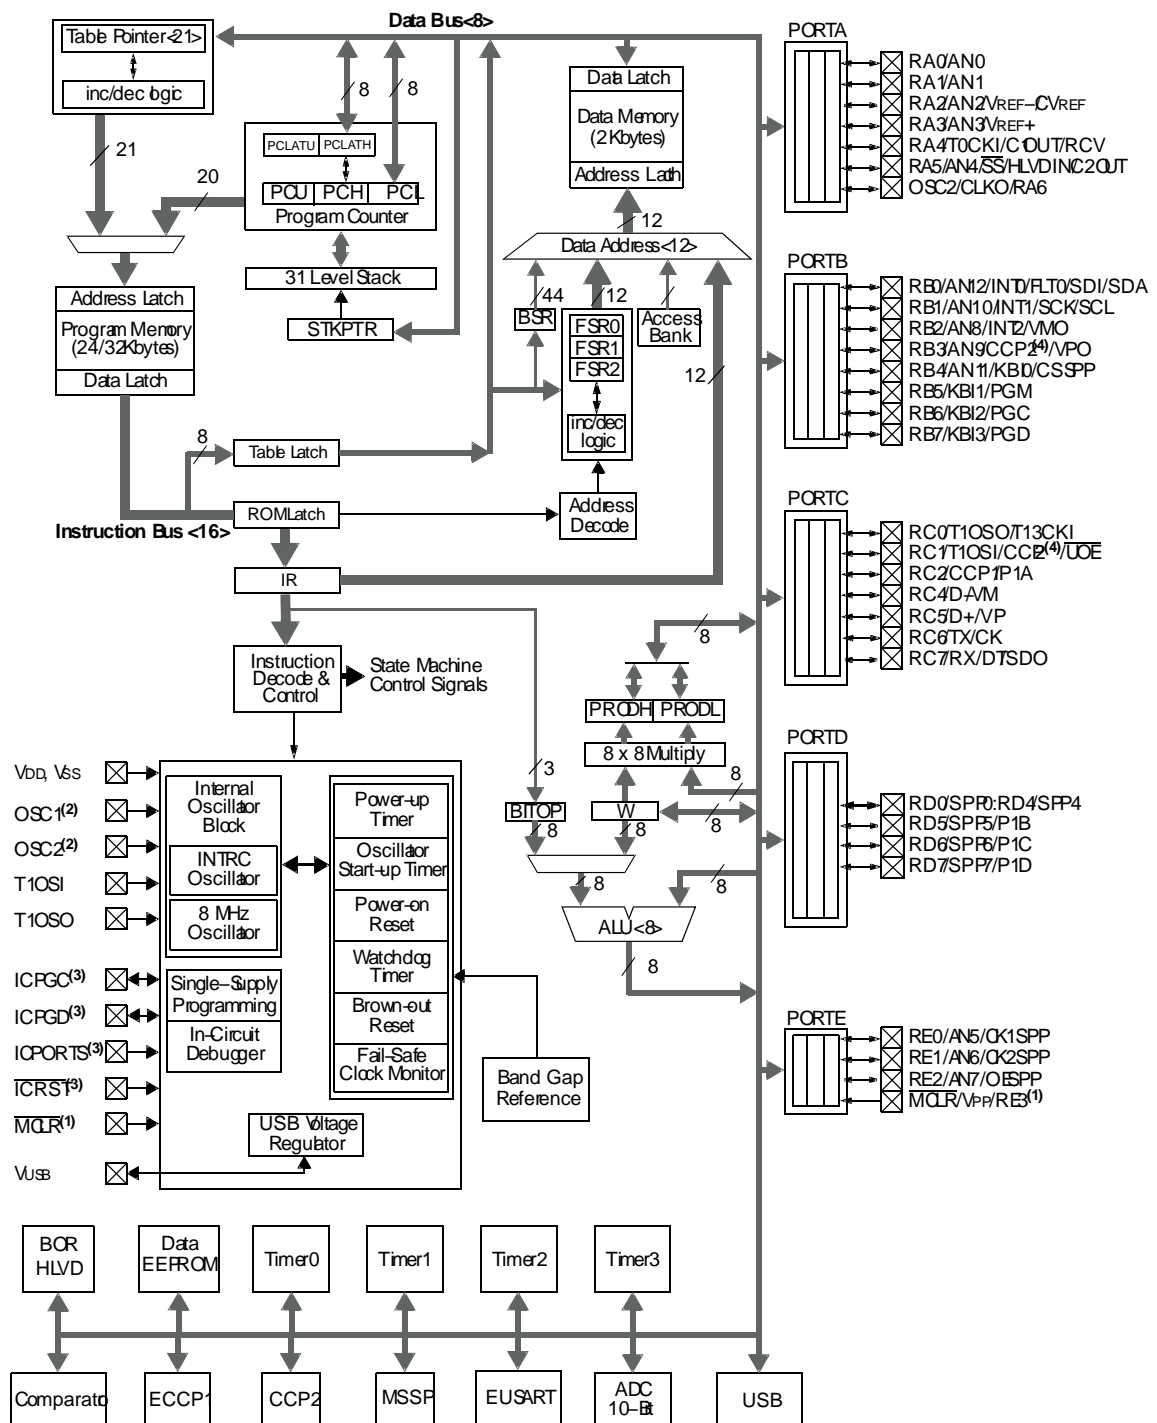 Data Bus<8>
Table Pointer<21>
inc/dec logic
21
20
8
8
PCLATU PCLATH
PCU PCH PCL
Program Counter
31 Level Stack
STKPTR
Address Latch
Program Memory
(24/32 Kbytes)
Data Latch
8
Table Latch
Instruction Bus <16>
ROM Latch
IR
Data Latch
Data Memory
(2 Kbytes)
Address Latch
12
Data Address<12>
44
12
BSR
FSR0
FSR1
FSR2
inc/dec
logic
Access
Bank
12
Address
Decode
Instruction
Decode &
Control
State Machine
Control Signals
8
PRODH PRODL
8 x 8 Multiply
3
8
BITOP
W
8
8
8
8
8
ALU<8>
8
VDD, VSS
OSC1(2)
OSC2(2)
T1OSI
T1OSO
ICPGC(3)
ICPGD(3)
ICPORTS(3)
ICRST(3)
MCLR(1)
VUSB
Internal
Oscillator
Block
INTRC
Oscillator
8 MHz
Oscillator
Single-Supply
Programming
In-Circuit
Debugger
Power-up
Timer
Oscillator
Start-up Timer
Power-on
Reset
Watchdog
Timer
Brown-out
Reset
Fail-Safe
Clock Monitor
USB Voltage
Regulator
Band Gap
Reference
PORTA
RA0/AN0
RA1/AN1
RA2/AN2/VREF-/CVREF
RA3/AN3/VREF+
RA4/T0CKI/C1OUT/RCV
RA5/AN4/SS/HLVDIN/C2OUT
OSC2/CLKO/RA6
PORTB
RB0/AN12/INT0/FLT0/SDI/SDA
RB1/AN10/INT1/SCK/SCL
RB2/AN8/INT2/VMO
RB3/AN9/CCP2(4)/VPO
RB4/AN11/KBI0/CSSPP
RB5/KBI1/PGM
RB6/KBI2/PGC
RB7/KBI3/PGD
PORTC
RC0/T1OSO/T13CKI
RC1/T1OSI/CCP2(4)/UOE
RC2/CCP1/P1A
RC4/D-/VM
RC5/D+/VP
RC6/TX/CK
RC7/RX/DT/SDO
PORTD
RD0/SPP0:RD4/SPP4
RD5/SPP5/P1B
RD6/SPP6/P1C
RD7/SPP7/P1D
PORTE
RE0/AN5/CK1SPP
RE1/AN6/CK2SPP
RE2/AN7/OESPP
MCLR/VPP/RE3(1)
BOR
HLVD
Data
EEPROM
Timer0
Timer1
Timer2
Timer3
Comparator
ECCP1
CCP2
MSSP
EUSART
ADC
10-Bit
USB